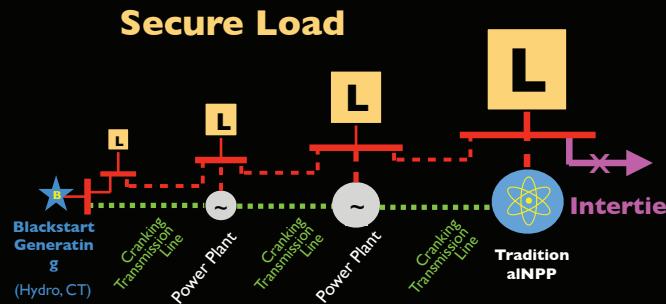 Secure Load
L
L
L
L
B
~
~
Intertie
Blackstart
Generatin
g
(Hydro, CT)
Cranking
Transmission
Line
Power Plant
Cranking
Transmission
Line
Power Plant
Cranking
Transmission
Line
Tradition
alNPP